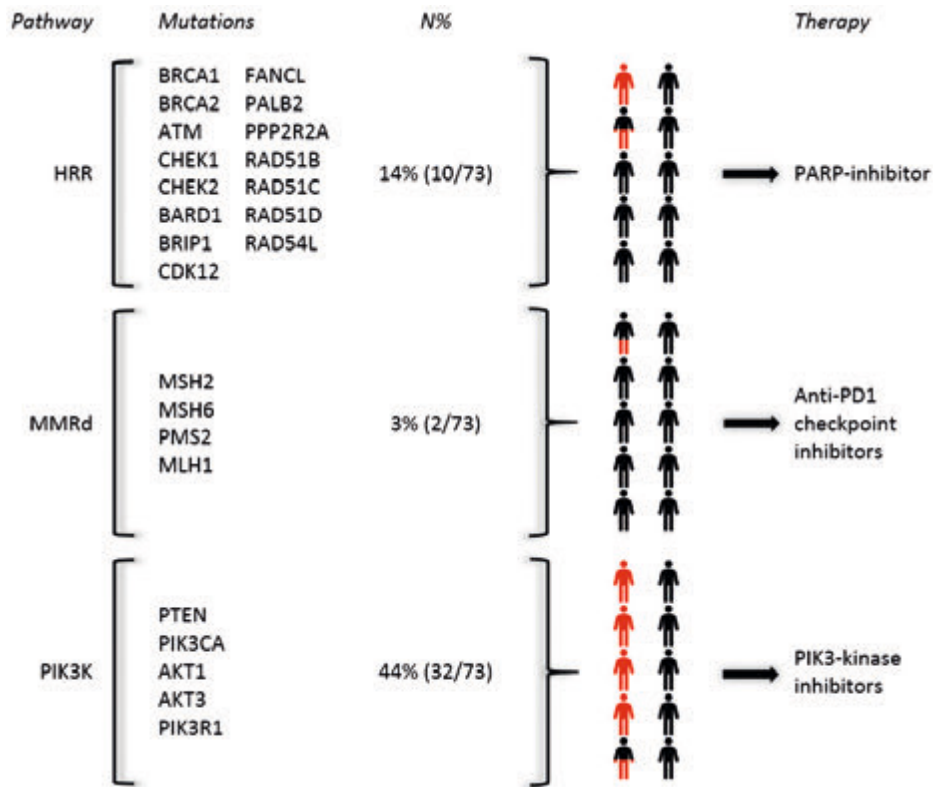 Pathway Mutations N% Therapy
BRCA1 FANCL
BRCA2 PALB2
ATM PPP2R2A
CHEK1 RAD51B
HRR 14% (10/73) PARP-inhibitor
CHEK2 RAD51C
BARD1 RAD51D
BRIP1 RAD54L
CDK12
MSH2
MSH6
MMRd 3% (2/73)
PMS2
MLH1
Anti-PD1
checkpoint
inhibitors
PTEN
PIK3CA
PIK3K AKT1 44% (32/73)
AKT3
PIK3R1
PIK3-kinase
inhibitors